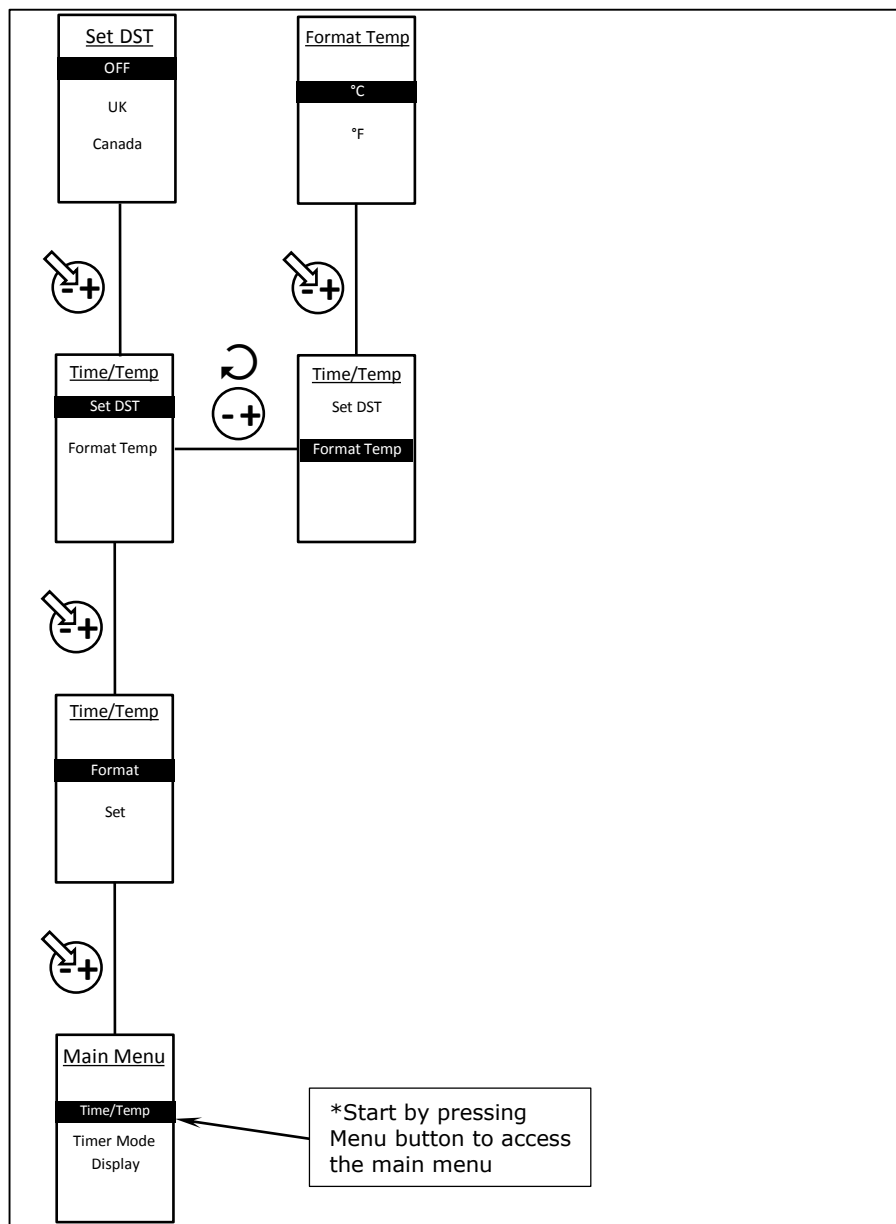 Set DST
OFF
UK
Canada
Format Temp
°C
°F
- +
- +
Time/Temp
Set DST
Format Temp
- +
Time/Temp
Set DST
Format Temp
- +
Time/Temp
Format
Set
- +
Main Menu
Time/Temp
Timer Mode
Display
*Start by pressing
Menu button to access
the main menu